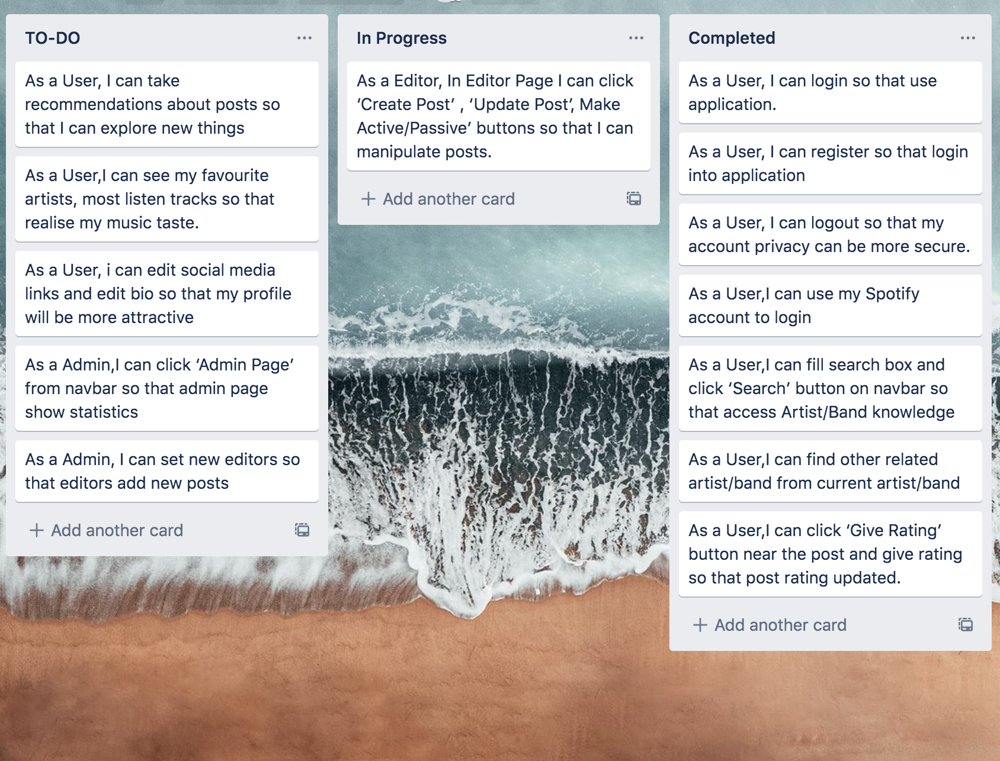 TO-DO
As a User, I can take
recommendations about posts so
that I can explore new things
As a User,I can see my favourite
artists, most listen tracks so that
realise my music taste.
As a User, i can edit social media
links and edit bio so that my profile
will be more attractive
As a Admin,I can click ‘Admin Page’
from navbar so that admin page
show statistics
As a Admin, I can set new editors so
that editors add new posts
Add another card
In Progress
As a Editor, In Editor Page I can click
‘Create Post’ , ‘Update Post’, Make
Active/Passive’ buttons so that I can
manipulate posts.
Add another card
Completed
As a User, I can login so that use
application.
As a User, I can register so that login
into application
As a User, I can logout so that my
account privacy can be more secure.
As a User,I can use my Spotify
account to login
As a User,I can fill search box and
click ‘Search’ button on navbar so
that access Artist/Band knowledge
As a User,I can find other related
artist/band from current artist/band
As a User,I can click ‘Give Rating’
button near the post and give rating
so that post rating updated.
Add another card